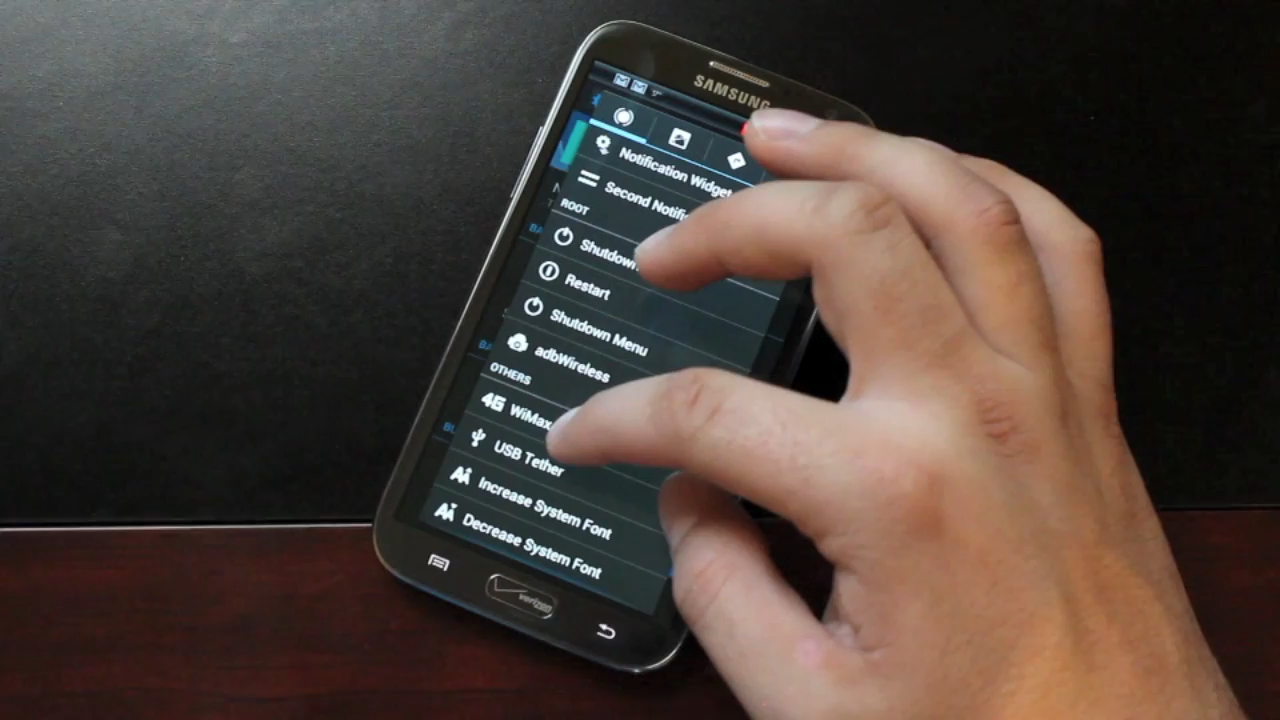 SAMSUNG
Notification Widget
Second
ROOT
Shutdown
Restart
Shutdown Menu
adbWireless
OTHERS
4G WiMax
USB Tether
Increase System Font
Decrease System Font
verizon